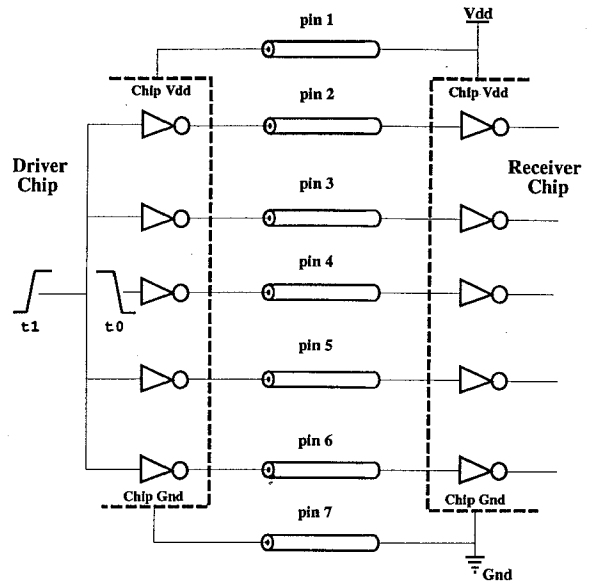 pin 1
Vdd
Chip Vdd
pin 2
Chip Vdd
Driver
Chip
pin 3
Receiver
Chip
pin 4
t1
t0
pin 5
pin 6
Chip Gnd
pin 7
Chip Gnd
Gnd